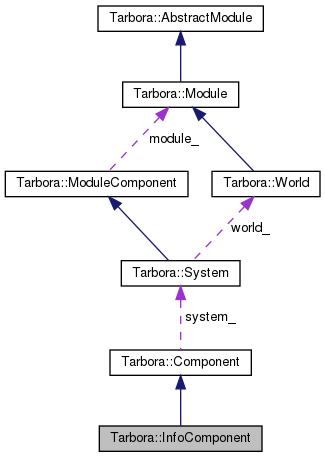 Tarbora::AbstractModule
Tarbora::Module
module_
Tarbora::ModuleComponent
Tarbora::World
world_
Tarbora::System
system_
Tarbora::Component
Tarbora::InfoComponent